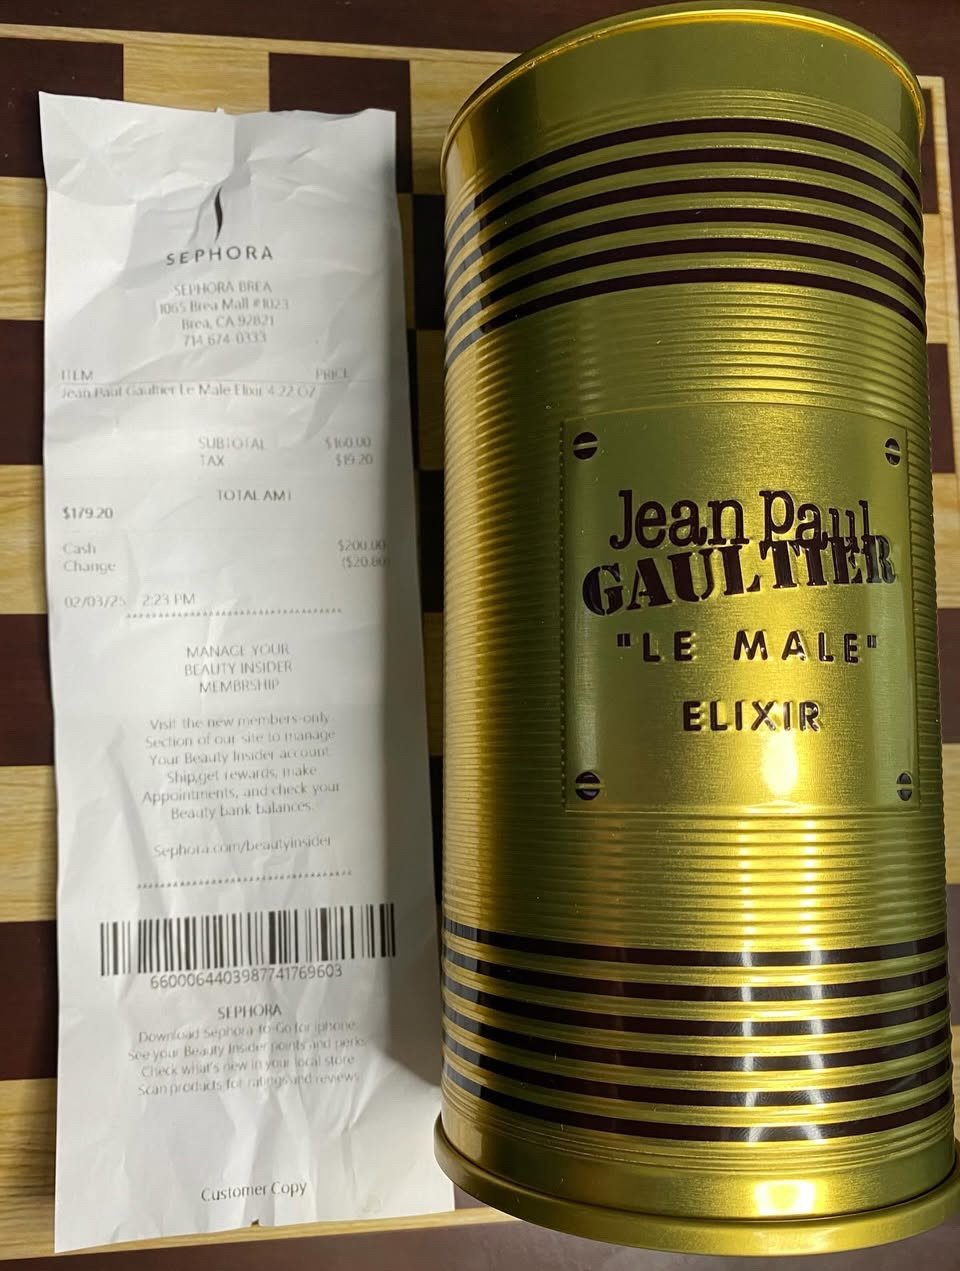 SEPHORA
SEPHORA BREA
1065 Brea Mall #1023
Brea, CA 92821
714-674-0333
ITEM PRICE
Jean Paul Gaultier Le Male Elixir 4.22 OZ
SUBTOTAL $160.00
TAX $19.20
TOTAL AMT
$179.20
Cash $200.00
Change ($20.80)
02/03/25 2:23 PM
MANAGE YOUR
BEAUTY INSIDER
MEMBRSHIP
Visit the new members-only
Section of our site to manage
Your Beauty Insider account.
Ship,get rewards, make
Appointments, and check your
Beauty bank balances.
Sephora.com/beautyinsider
6600064403987741769603
SEPHORA
Download Sephora-to-Go for iphone
See your Beauty Insider points and perks
Check what's new in your local store
Scan products for ratings and reviews
Customer Copy
Jean Paul
GAULTIER
"LE MALE"
ELIXIR